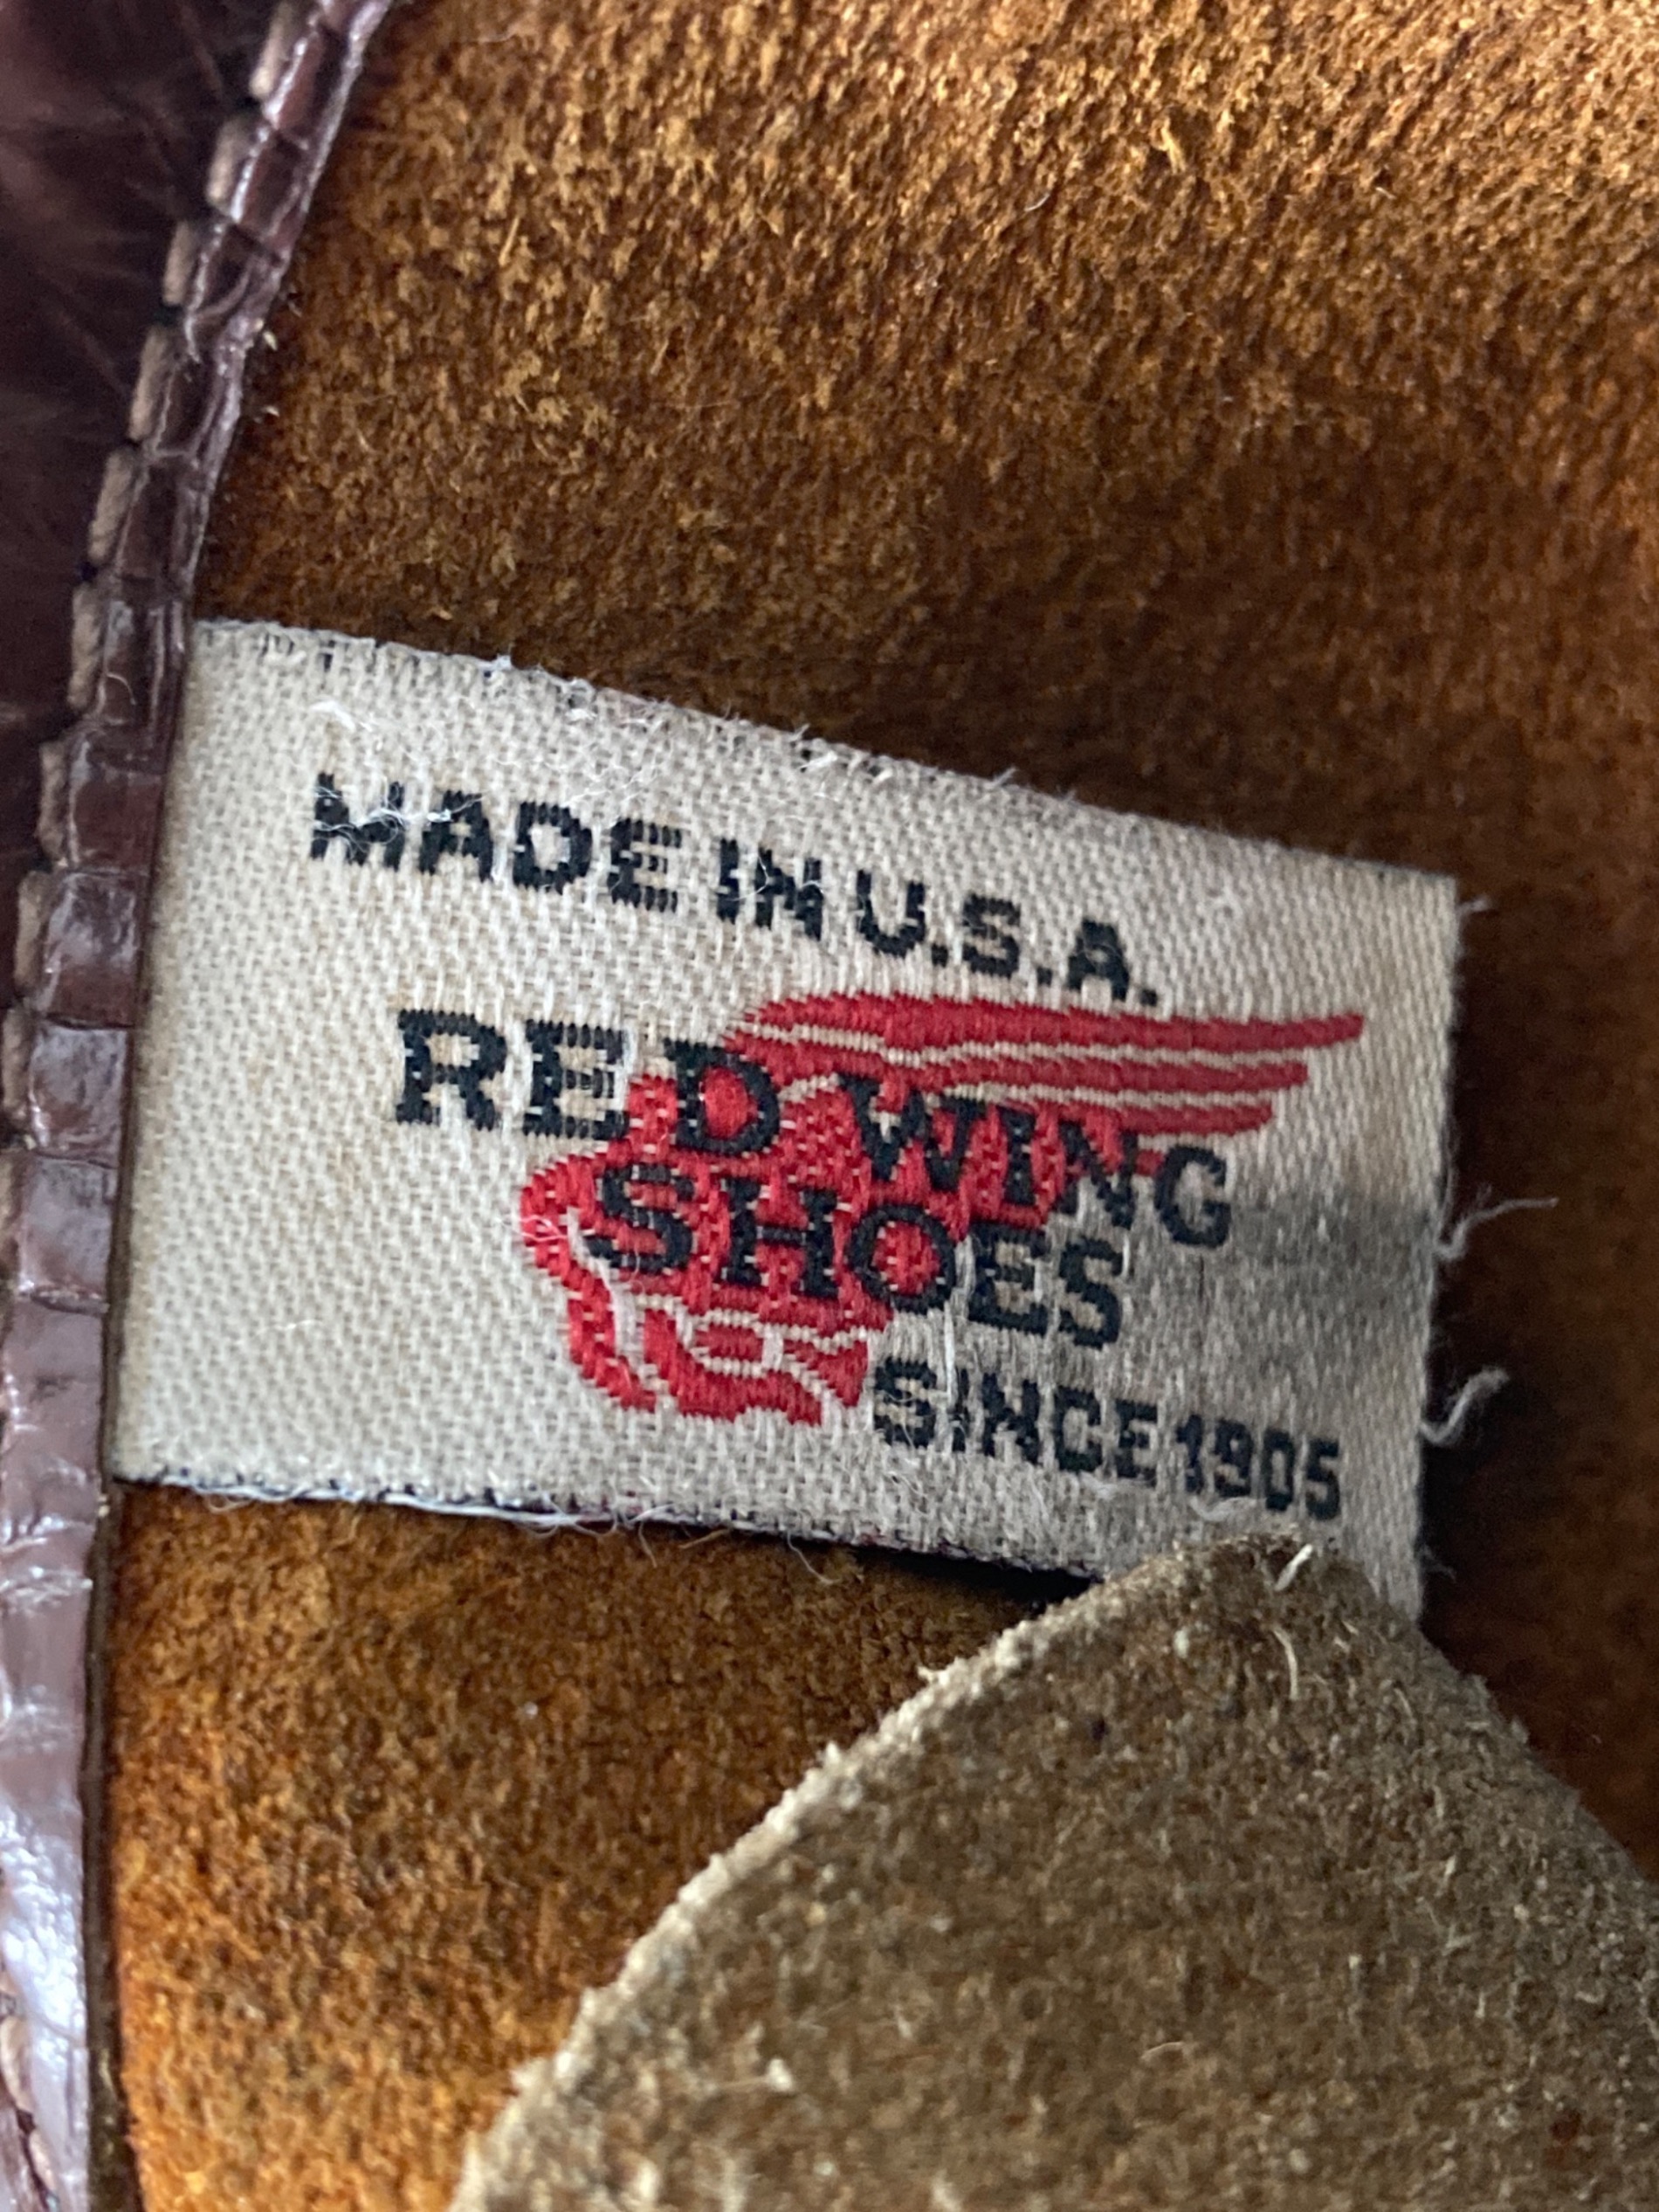 MADE IN U.S.A.
RED WING
SHOES
SINCE 1905